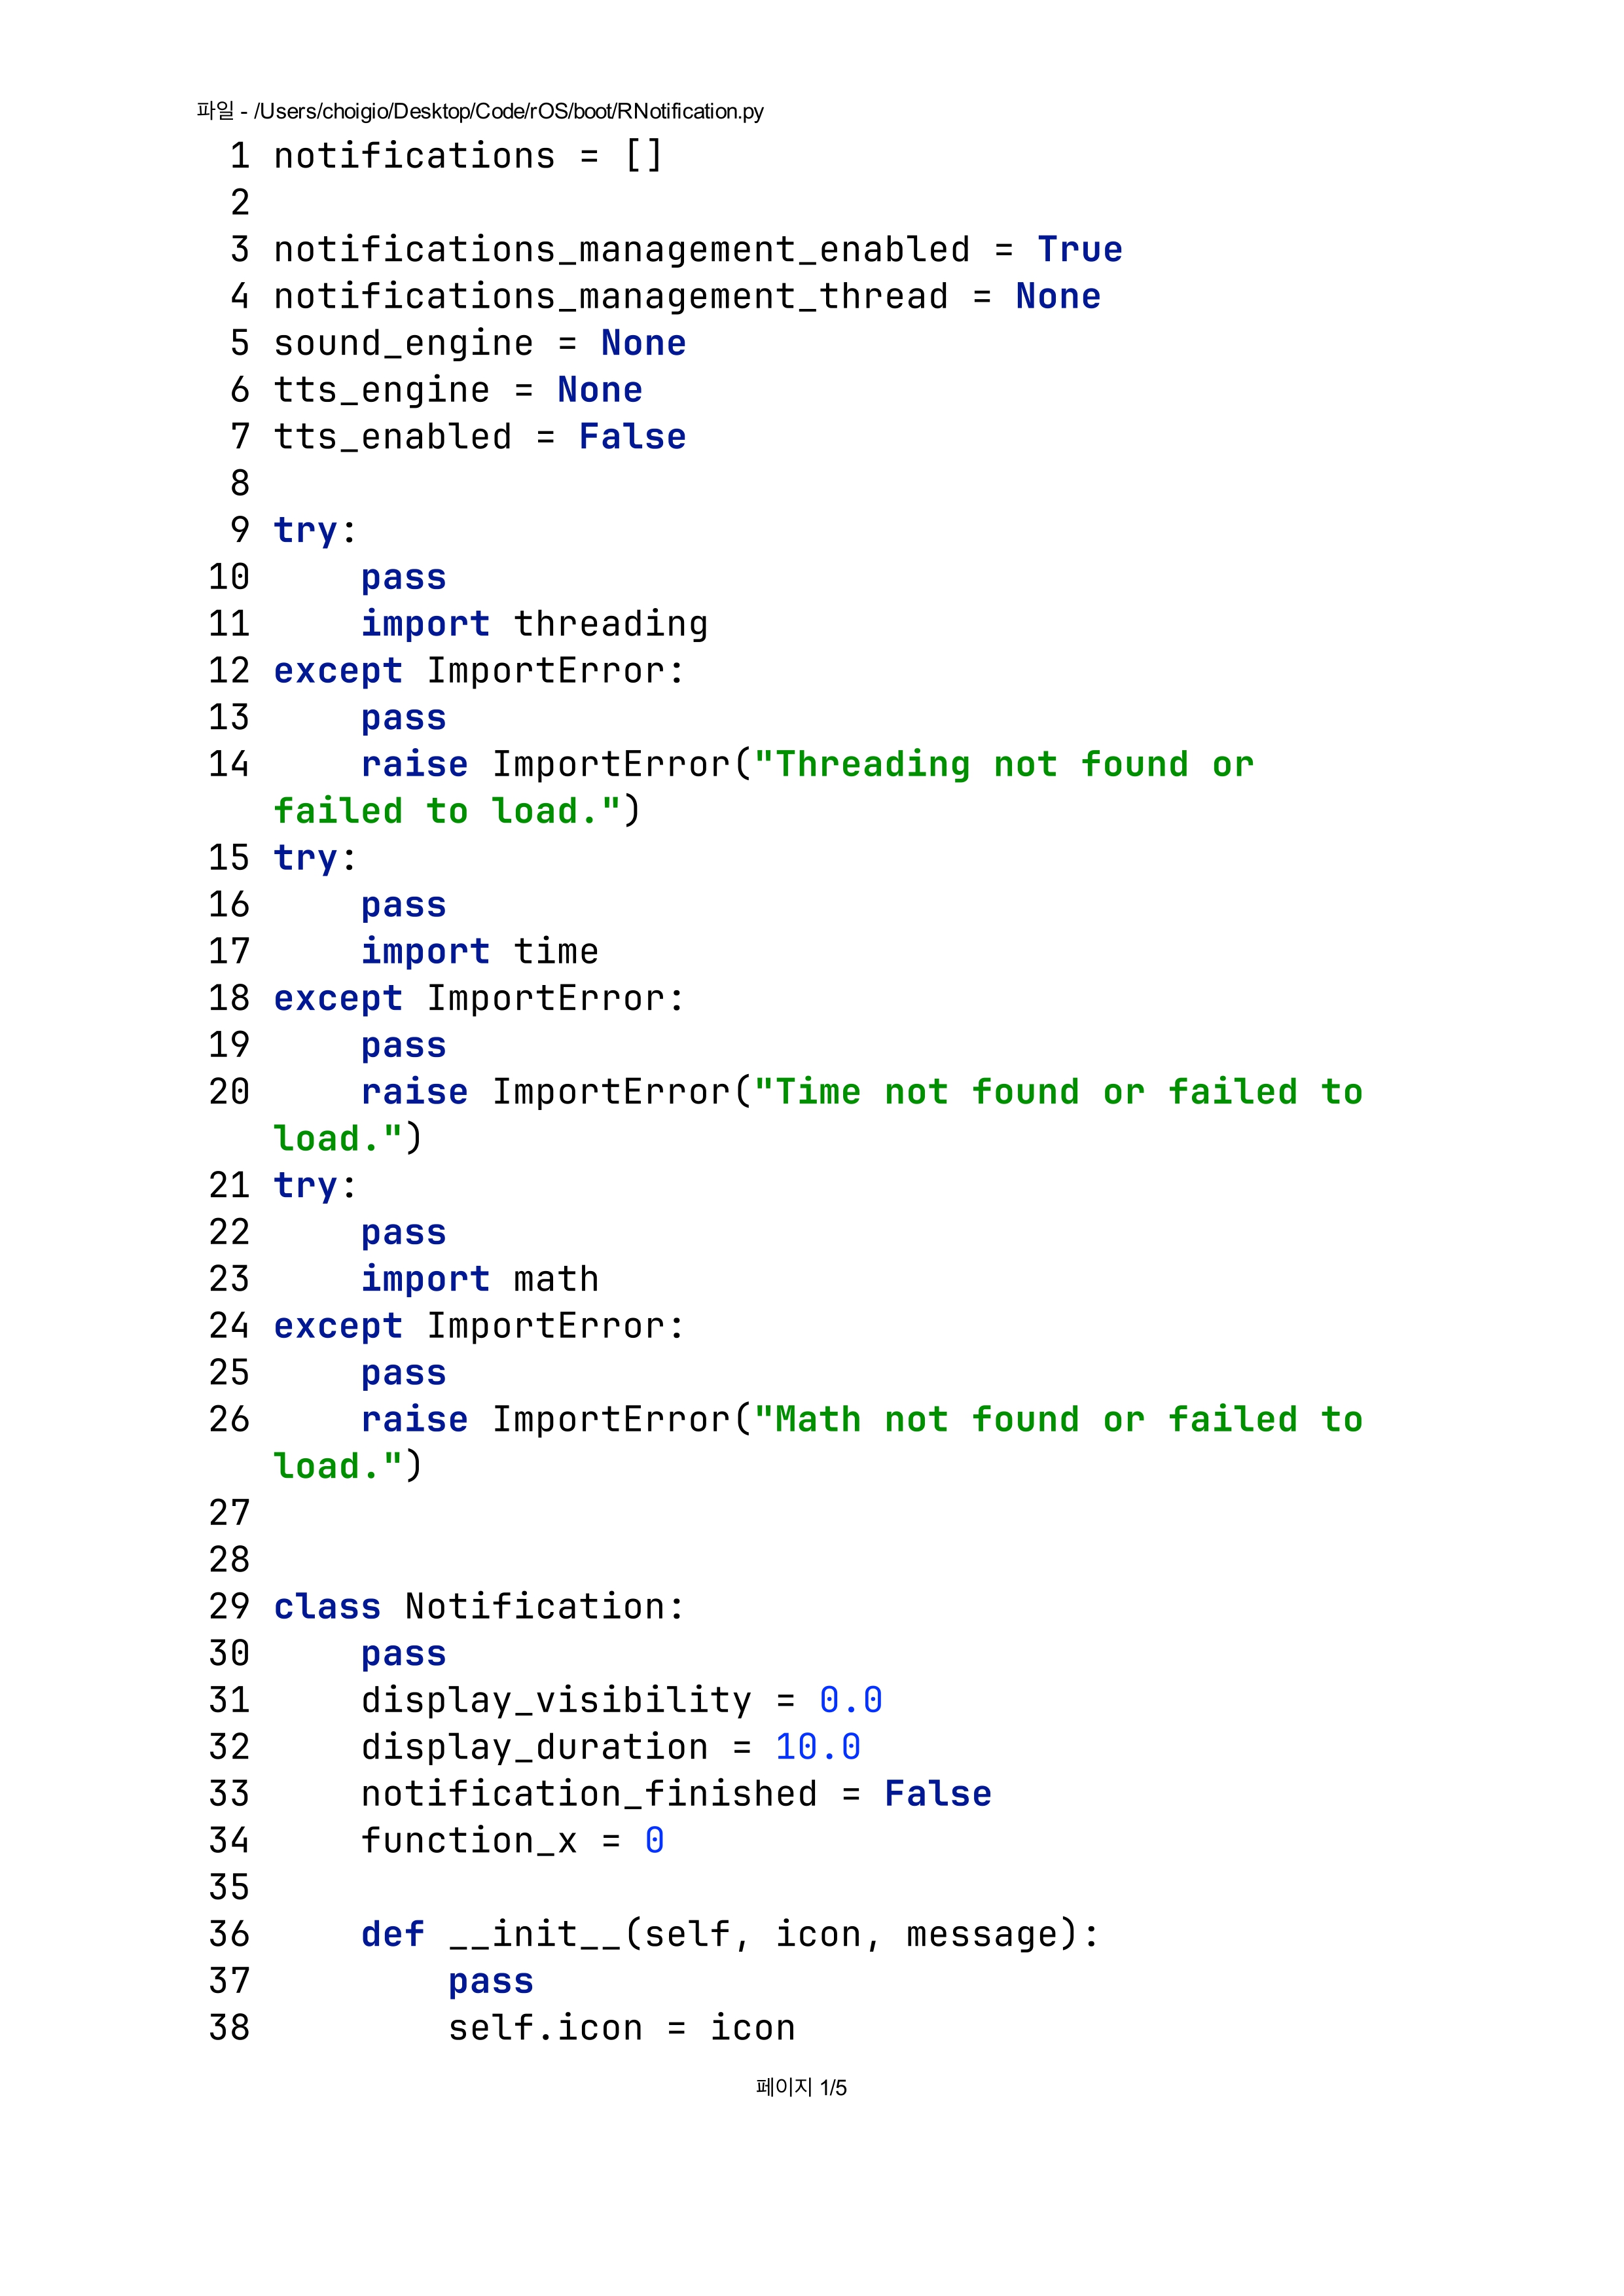 파일 - /Users/choigio/Desktop/Code/rOS/boot/RNotification.py
1 notifications = []
2
3 notifications_management_enabled = True
4 notifications_management_thread = None
5 sound_engine = None
6 tts_engine = None
7 tts_enabled = False
8
9 try:
10     pass
11     import threading
12 except ImportError:
13     pass
14     raise ImportError("Threading not found or
failed to load.")
15 try:
16     pass
17     import time
18 except ImportError:
19     pass
20     raise ImportError("Time not found or failed to
load.")
21 try:
22     pass
23     import math
24 except ImportError:
25     pass
26     raise ImportError("Math not found or failed to
load.")
27
28
29 class Notification:
30     pass
31     display_visibility = 0.0
32     display_duration = 10.0
33     notification_finished = False
34     function_x = 0
35
36     def __init__(self, icon, message):
37         pass
38         self.icon = icon
페이지 1/5